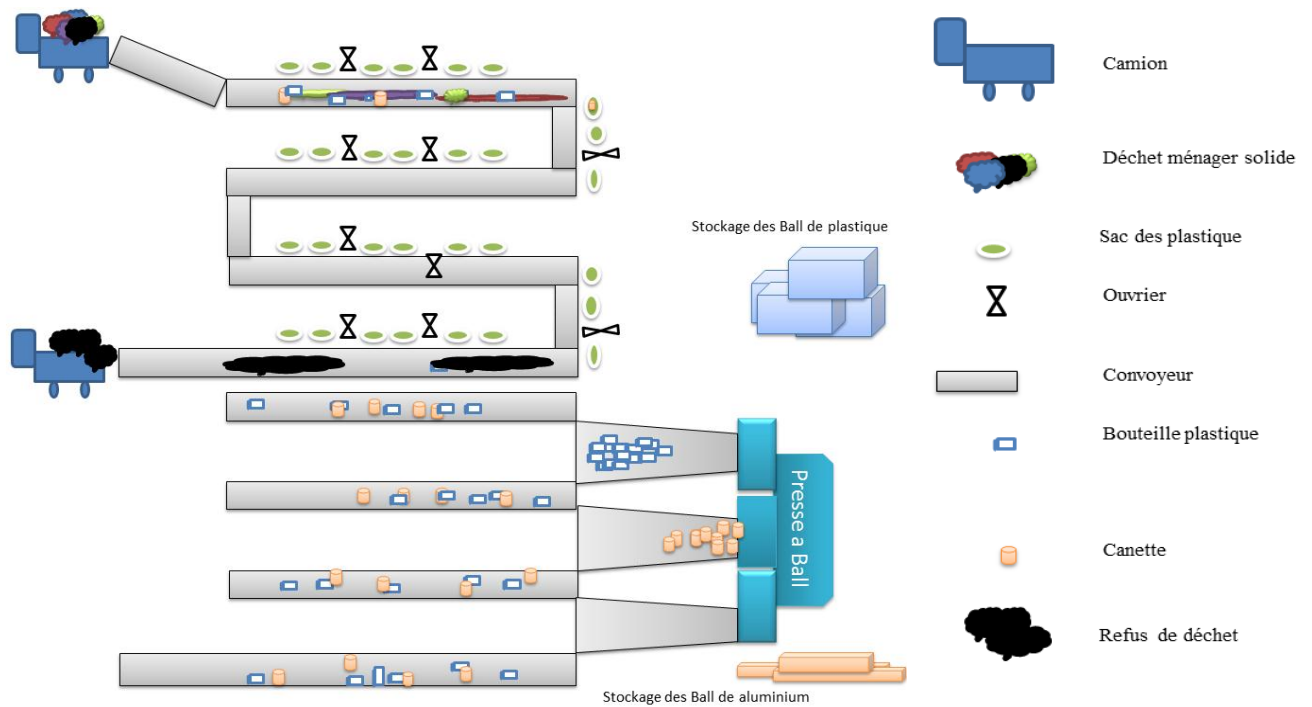 Camion
Déchet ménager solide
Stockage des Ball de plastique
Sac des plastique
Ouvrier
Convoyeur
Bouteille plastique
Presse a Ball
Canette
Refus de déchet
Stockage des Ball de aluminium